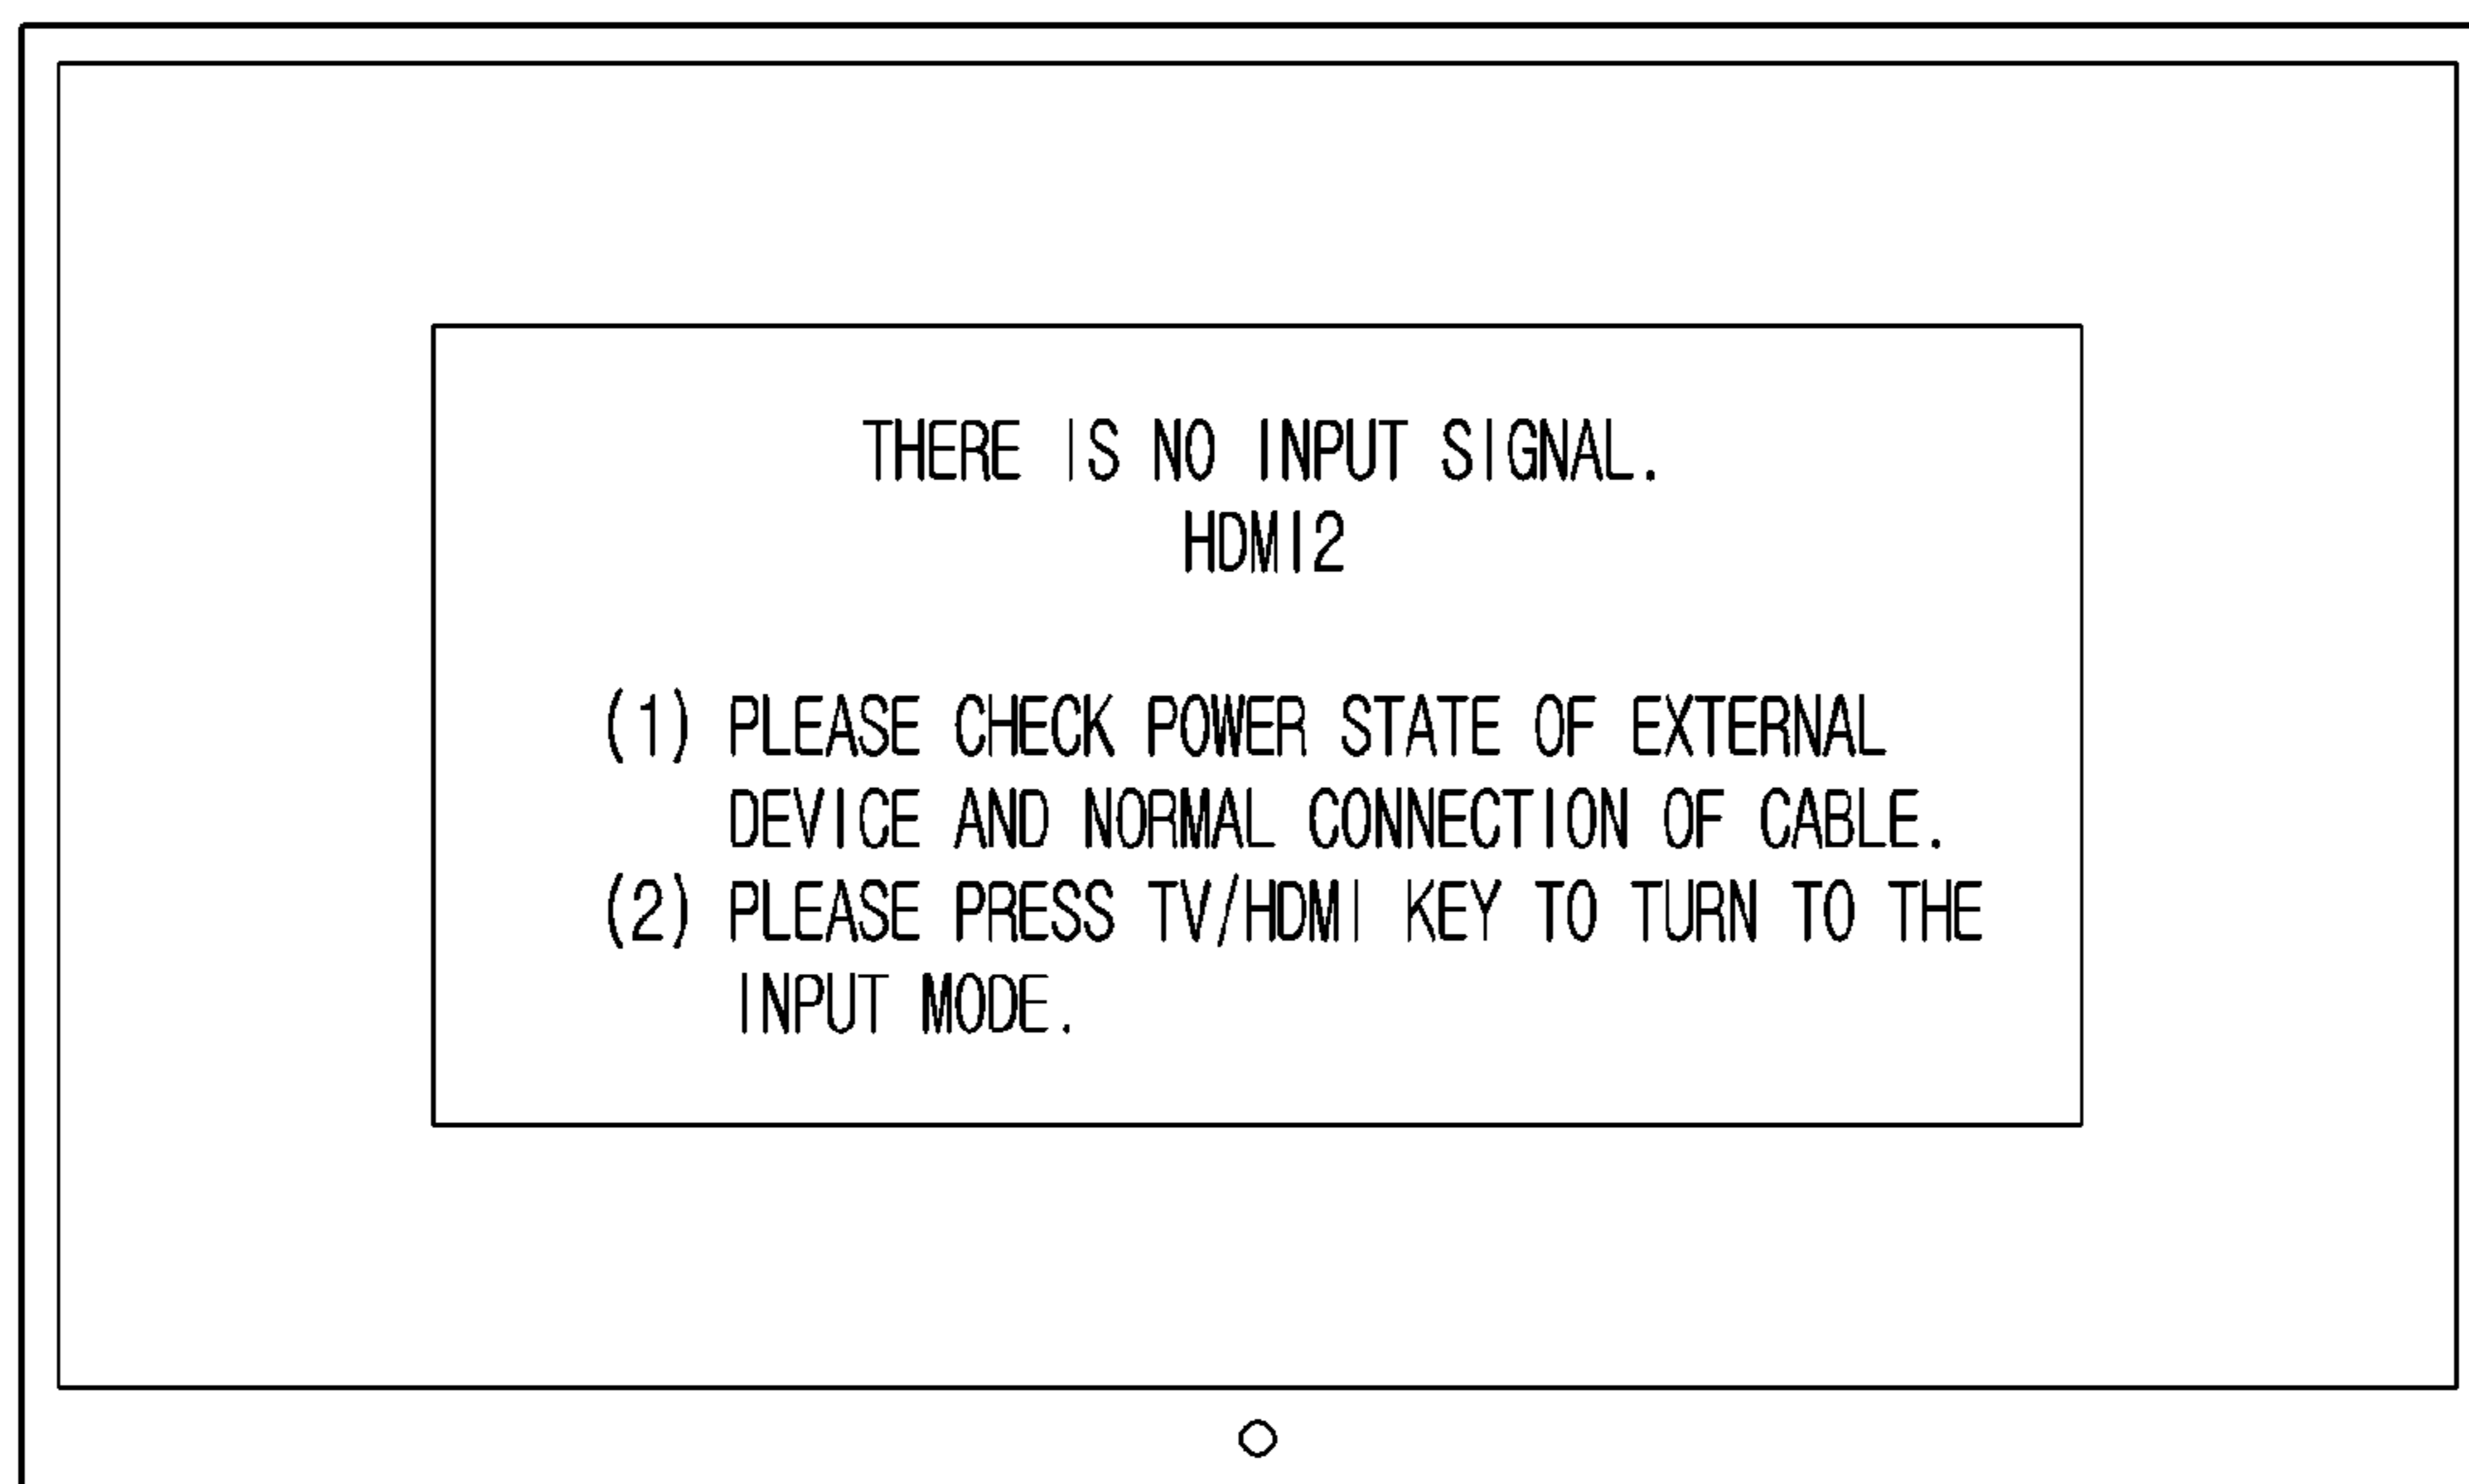 THERE IS NO INPUT SIGNAL.
HDMI2
(1) PLEASE CHECK POWER STATE OF EXTERNAL
DEVICE AND NORMAL CONNECTION OF CABLE.
(2) PLEASE PRESS TV/HDMI KEY TO TURN TO THE
INPUT MODE.